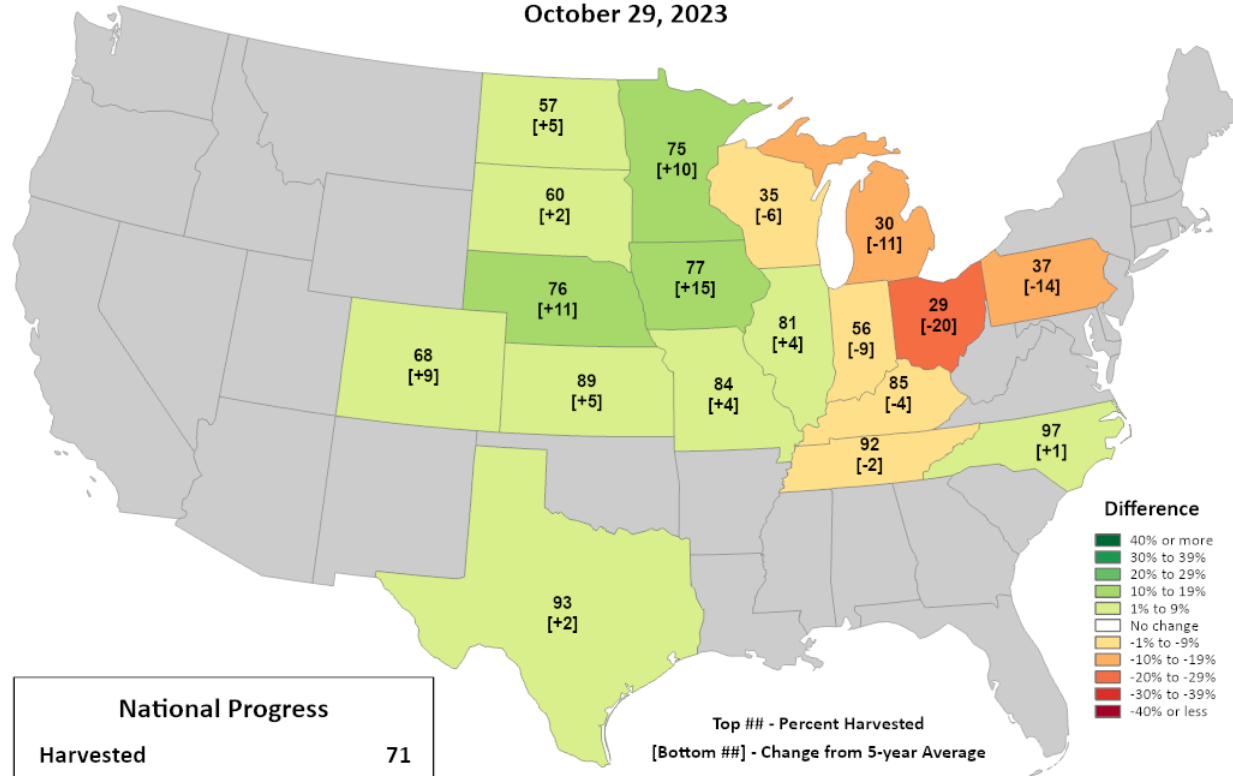 October 29, 2023
57
[+5]
75
[+10]
60
[+2]
35
[-6]
30
[-11]
37
[-14]
76
[+11]
77
[+15]
29
[-20]
81
[+4]
56
[-9]
68
[+9]
89
[+5]
84
[+4]
85
[-4]
97
[+1]
92
[-2]
93
[+2]
Difference
40% or more
30% to 39%
20% to 29%
10% to 19%
1% to 9%
No change
-1% to -9%
-10% to -19%
-20% to -29%
-30% to -39%
-40% or less
National Progress
Harvested 71
Top ## - Percent Harvested
[Bottom ##] - Change from 5-year Average